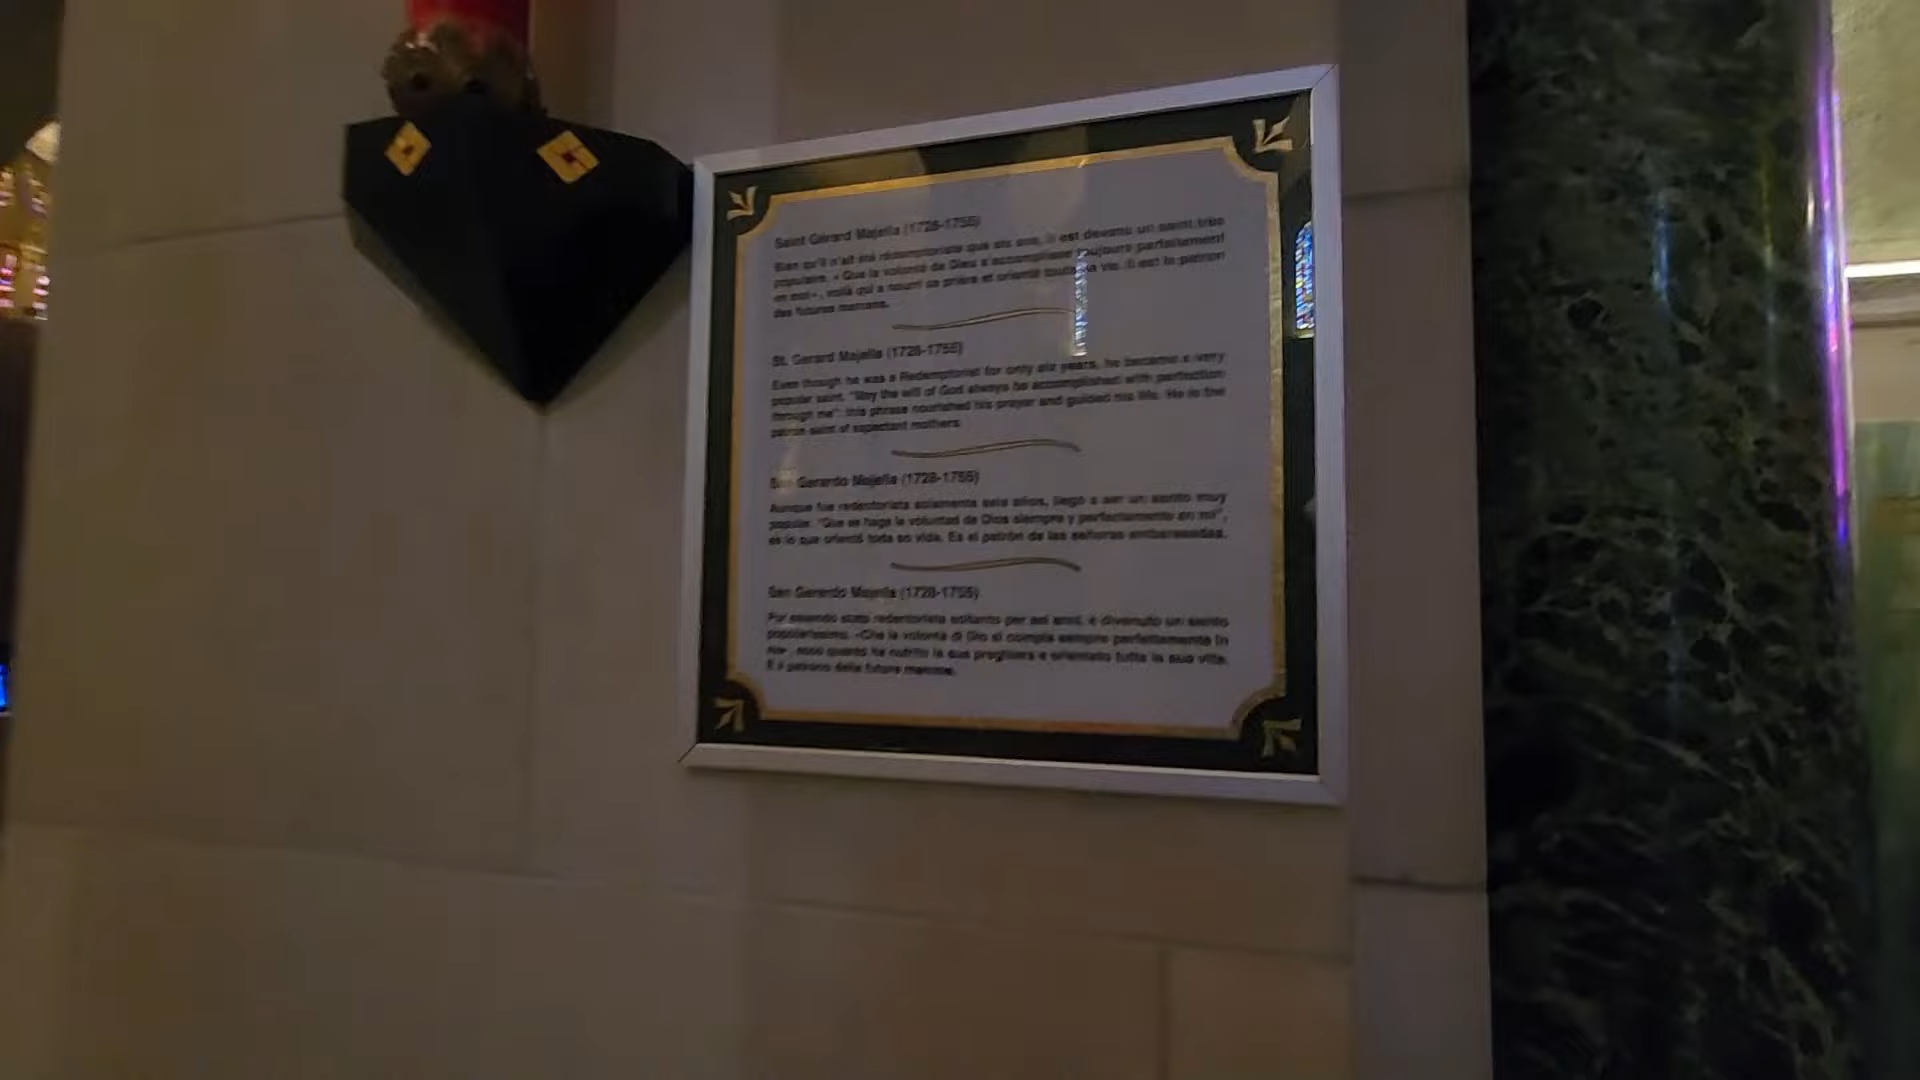 Saint Gérard Majella (1726-1755)
Bien qu'il n'ait été rédemptoriste que six ans, il est devenu un saint très
populaire. « Que la volonté de Dieu s'accomplisse toujours parfaitement
en moi », voilà qui a nourri sa prière et orienté toute sa vie. Il est le patron
des futures mamans.
St. Gerard Majella (1726-1755)
Even though he was a Redemptorist for only six years, he became a very
popular saint. "May the will of God always be accomplished with perfection
through me": this phrase nourished his prayer and guided his life. He is the
patron saint of expectant mothers.
San Gerardo Majella (1726-1755)
Aunque fue redentorista solamente seis años, llegó a ser un santo muy
popular. "Que se haga la voluntad de Dios siempre y perfectamente en mí",
es lo que orientó toda su vida. Es el patrón de las señoras embarazadas.
San Gerardo Majella (1726-1755)
Pur essendo stato redentorista soltanto per sei anni, è divenuto un santo
popolarissimo. «Che la volontà di Dio si compia sempre perfettamente in
me», ecco quanto ha nutrito la sua preghiera e orientato tutta la sua vita.
È il patrono delle future mamme.